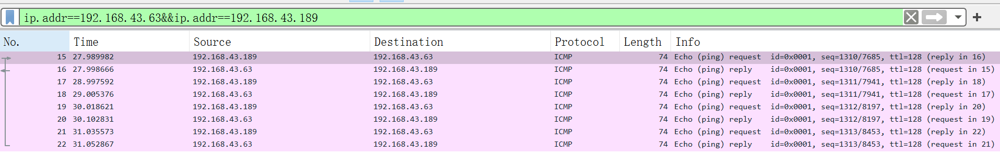 ip.addr==192.168.43.63&&ip.addr==192.168.43.189
No. Time Source Destination Protocol Length Info
15 27.989982 192.168.43.189 192.168.43.63 ICMP 74 Echo (ping) request id=0x0001, seq=1310/7685, ttl=128 (reply in 16)
16 27.998666 192.168.43.63 192.168.43.189 ICMP 74 Echo (ping) reply id=0x0001, seq=1310/7685, ttl=128 (request in 15)
17 28.997592 192.168.43.189 192.168.43.63 ICMP 74 Echo (ping) request id=0x0001, seq=1311/7941, ttl=128 (reply in 18)
18 29.005376 192.168.43.63 192.168.43.189 ICMP 74 Echo (ping) reply id=0x0001, seq=1311/7941, ttl=128 (request in 17)
19 30.018621 192.168.43.189 192.168.43.63 ICMP 74 Echo (ping) request id=0x0001, seq=1312/8197, ttl=128 (reply in 20)
20 30.102831 192.168.43.63 192.168.43.189 ICMP 74 Echo (ping) reply id=0x0001, seq=1312/8197, ttl=128 (request in 19)
21 31.035573 192.168.43.189 192.168.43.63 ICMP 74 Echo (ping) request id=0x0001, seq=1313/8453, ttl=128 (reply in 22)
22 31.052867 192.168.43.63 192.168.43.189 ICMP 74 Echo (ping) reply id=0x0001, seq=1313/8453, ttl=128 (request in 21)